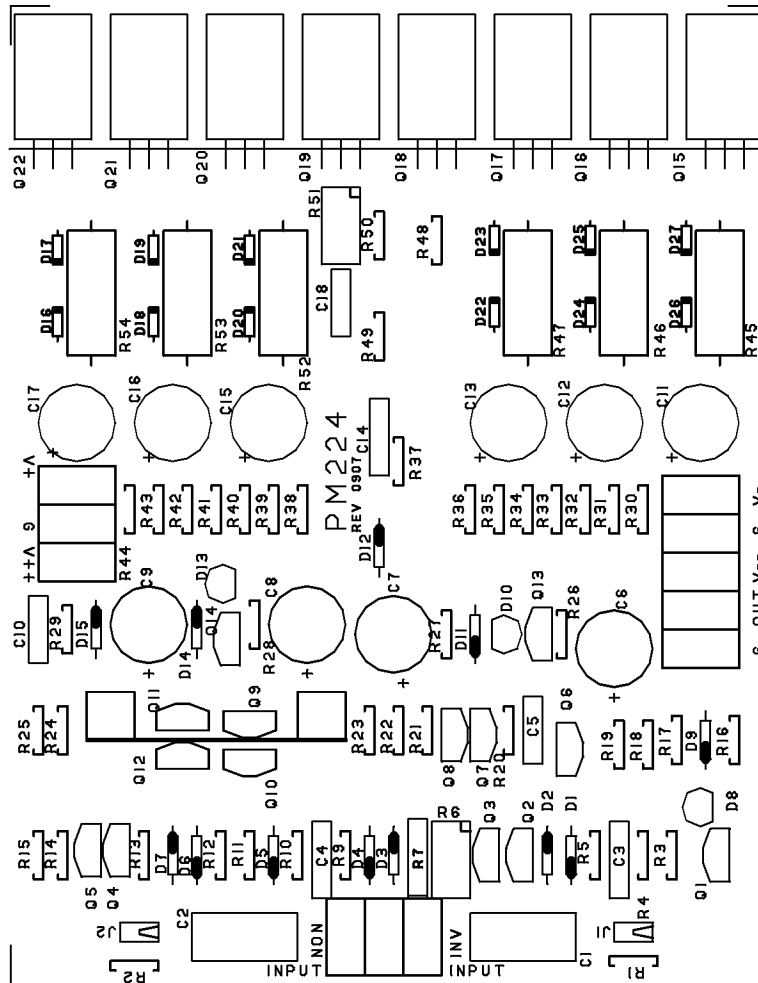 Q22 Q21 Q20 Q19 Q18 Q17 Q16 Q15
R51 R50 R48
D17 D19 D21 D23 D25 D27
C18
D16 D18 D20 D22 D24 D26
R54 R53 R52 R49 R47 R46 R45
C17 C16 C15 C14 C13 C12 C11
PM224
REV 0907
R37
V+ G V++
R44 R43 R42 R41 R40 R39 R38
R36 R35 R34 R33 R32 R31 R30
D12
D13
C9 C8 C7 C6
C10 R29 D15 D14 Q14 R28 R27 D11 D10 Q13 R26
G OUT
Q11 Q9 Q6
R25 R24 R23 R22 R21 Q8 Q7 R20 C5 R19 R18 R17 D9 R16
Q12 Q10
D8
R6 Q3 Q2 D2 D1
R15 R14 Q5 Q4 R13 D7 D6 R12 R11 D5 R10 C4 R9 D4 D3 R7 R5 C3 R3 Q1
J2 C2 NON INPUT INV INPUT C1 J1 R4
R2 R1